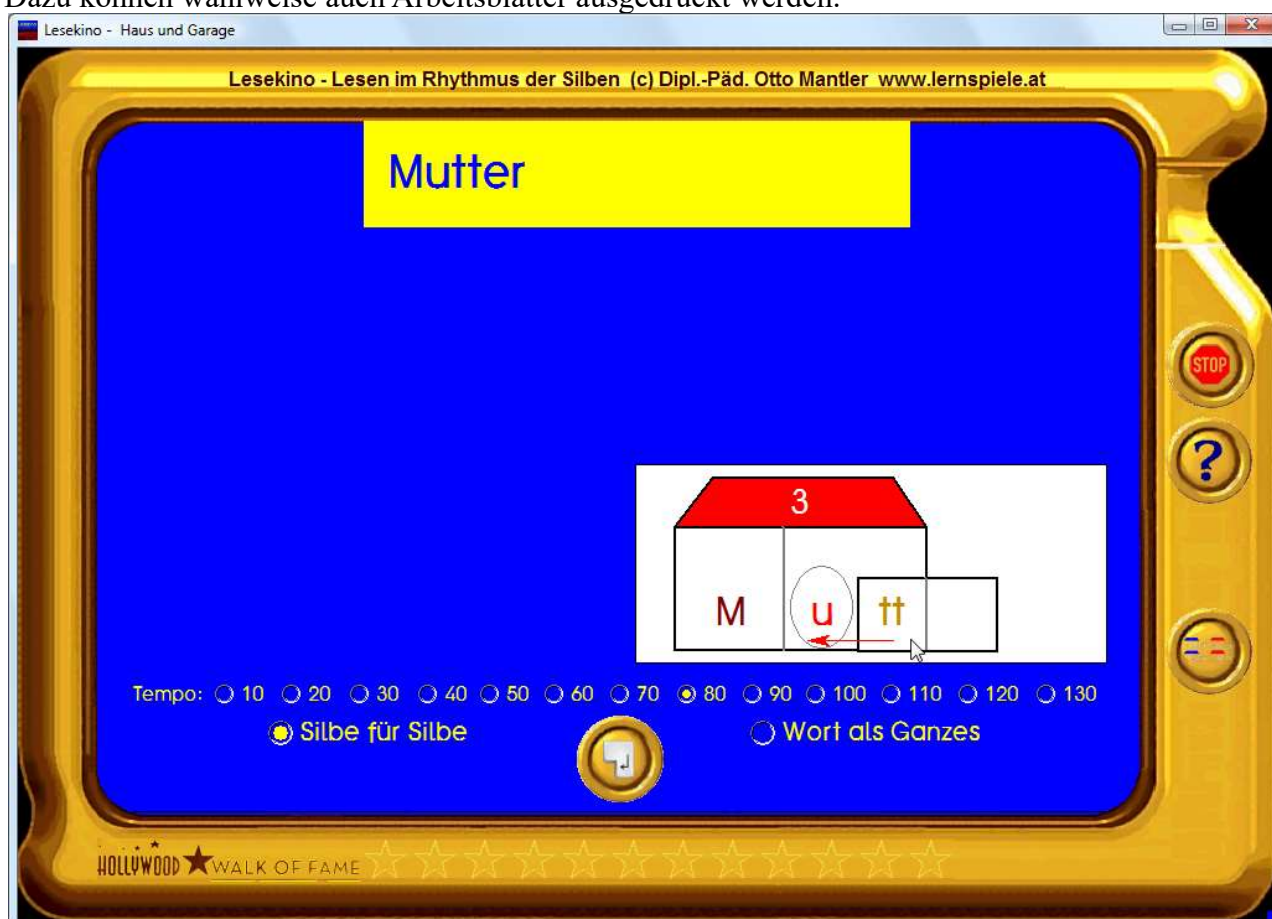 Dazu können wahlweise auch Arbeitsblätter ausgedruckt werden.
Lesekino - Haus und Garage
Lesekino - Lesen im Rhythmus der Silben (c) Dipl.-Päd. Otto Mantler www.lernspiele.at
Mutter
STOP
?
3
M u tt
Tempo: 10 20 30 40 50 60 70 80 90 100 110 120 130
Silbe für Silbe Wort als Ganzes
HOLLYWOOD WALK OF FAME